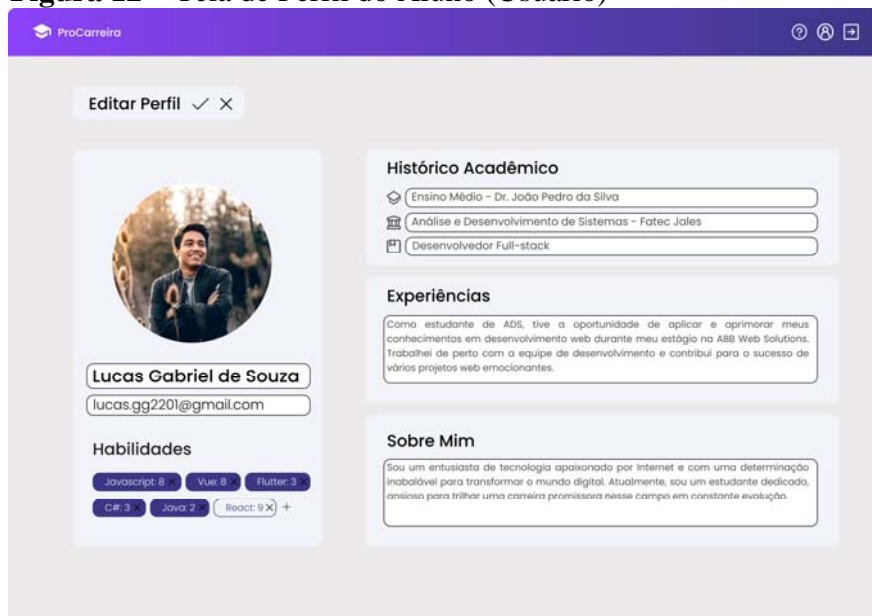 Figura 12 – Tela de Perfil do Aluno (Usuário)
ProCarreira
Editar Perfil
Lucas Gabriel de Souza
lucas.gg2201@gmail.com
Habilidades
Javascript: 8 Vue: 8 Flutter: 3
C#: 3 Java: 2 React: 9
Histórico Acadêmico
Ensino Médio - Dr. João Pedro da Silva
Análise e Desenvolvimento de Sistemas - Fatec Jales
Desenvolvedor Full-stack
Experiências
Como estudante de ADS, tive a oportunidade de aplicar e aprimorar meus
conhecimentos em desenvolvimento web durante meu estágio na ABB Web Solutions.
Trabalhei de perto com a equipe de desenvolvimento e contribuí para o sucesso de
vários projetos web emocionantes.
Sobre Mim
Sou um entusiasta de tecnologia apaixonado por Internet e com uma determinação
inabalável para transformar o mundo digital. Atualmente, sou um estudante dedicado,
ansioso para trilhar uma carreira promissora nesse campo em constante evolução.